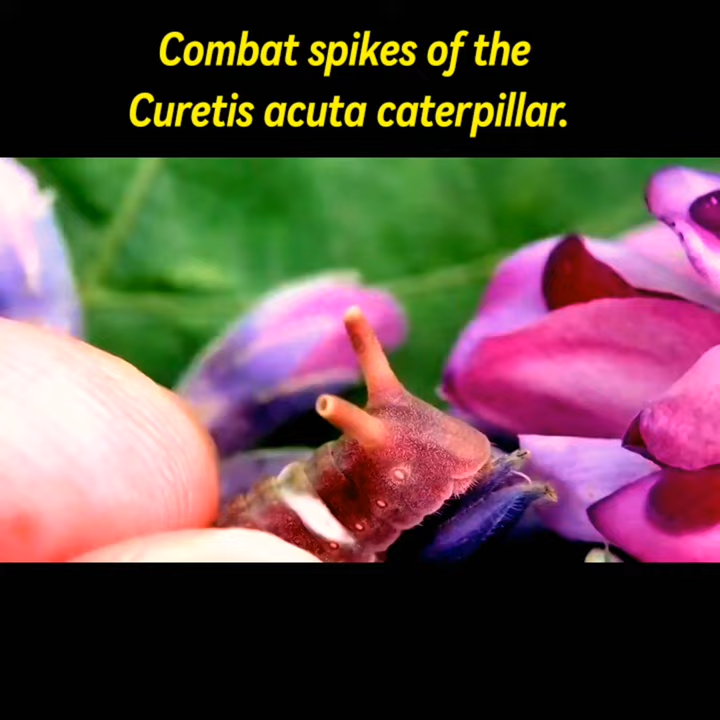 Combat spikes of the
Curetis acuta caterpillar.